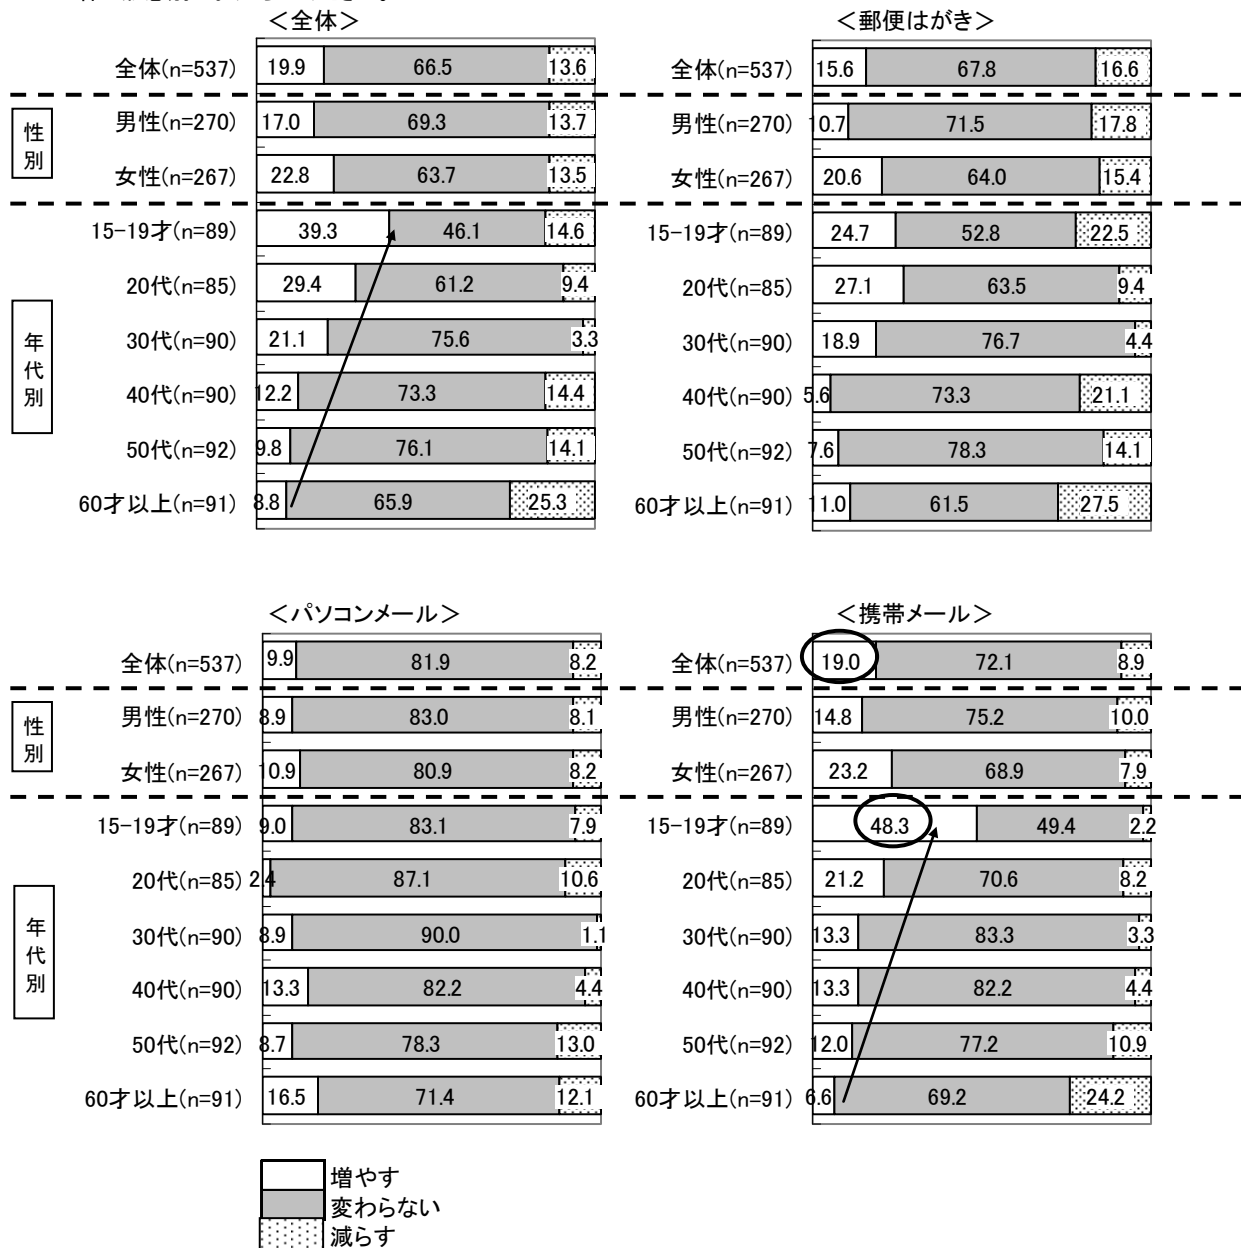 ＜全体＞
全体(n=537) 19.9 66.5 13.6
性別
男性(n=270) 17.0 69.3 13.7
女性(n=267) 22.8 63.7 13.5
年代別
15-19才(n=89) 39.3 46.1 14.6
20代(n=85) 29.4 61.2 9.4
30代(n=90) 21.1 75.6 3.3
40代(n=90) 12.2 73.3 14.4
50代(n=92) 9.8 76.1 14.1
60才以上(n=91) 8.8 65.9 25.3
＜郵便はがき＞
全体(n=537) 15.6 67.8 16.6
男性(n=270) 10.7 71.5 17.8
女性(n=267) 20.6 64.0 15.4
15-19才(n=89) 24.7 52.8 22.5
20代(n=85) 27.1 63.5 9.4
30代(n=90) 18.9 76.7 4.4
40代(n=90) 5.6 73.3 21.1
50代(n=92) 7.6 78.3 14.1
60才以上(n=91) 11.0 61.5 27.5
＜パソコンメール＞
全体(n=537) 9.9 81.9 8.2
性別
男性(n=270) 8.9 83.0 8.1
女性(n=267) 10.9 80.9 8.2
年代別
15-19才(n=89) 9.0 83.1 7.9
20代(n=85) 2.4 87.1 10.6
30代(n=90) 8.9 90.0 1.1
40代(n=90) 13.3 82.2 4.4
50代(n=92) 8.7 78.3 13.0
60才以上(n=91) 16.5 71.4 12.1
＜携帯メール＞
全体(n=537) 19.0 72.1 8.9
男性(n=270) 14.8 75.2 10.0
女性(n=267) 23.2 68.9 7.9
15-19才(n=89) 48.3 49.4 2.2
20代(n=85) 21.2 70.6 8.2
30代(n=90) 13.3 83.3 3.3
40代(n=90) 13.3 82.2 4.4
50代(n=92) 12.0 77.2 10.9
60才以上(n=91) 6.6 69.2 24.2
増やす
変わらない
減らす